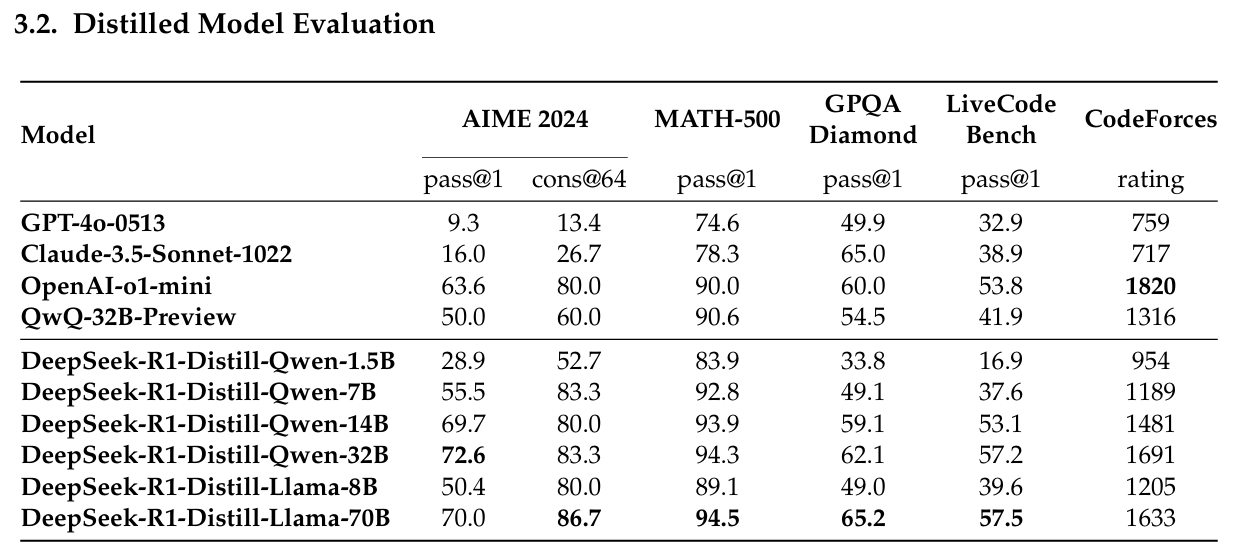 3.2. Distilled Model Evaluation
Model AIME 2024 MATH-500 GPQA Diamond LiveCode Bench CodeForces
pass@1 cons@64 pass@1 pass@1 pass@1 rating
GPT-4o-0513 9.3 13.4 74.6 49.9 32.9 759
Claude-3.5-Sonnet-1022 16.0 26.7 78.3 65.0 38.9 717
OpenAI-o1-mini 63.6 80.0 90.0 60.0 53.8 1820
QwQ-32B-Preview 50.0 60.0 90.6 54.5 41.9 1316
DeepSeek-R1-Distill-Qwen-1.5B 28.9 52.7 83.9 33.8 16.9 954
DeepSeek-R1-Distill-Qwen-7B 55.5 83.3 92.8 49.1 37.6 1189
DeepSeek-R1-Distill-Qwen-14B 69.7 80.0 93.9 59.1 53.1 1481
DeepSeek-R1-Distill-Qwen-32B 72.6 83.3 94.3 62.1 57.2 1691
DeepSeek-R1-Distill-Llama-8B 50.4 80.0 89.1 49.0 39.6 1205
DeepSeek-R1-Distill-Llama-70B 70.0 86.7 94.5 65.2 57.5 1633